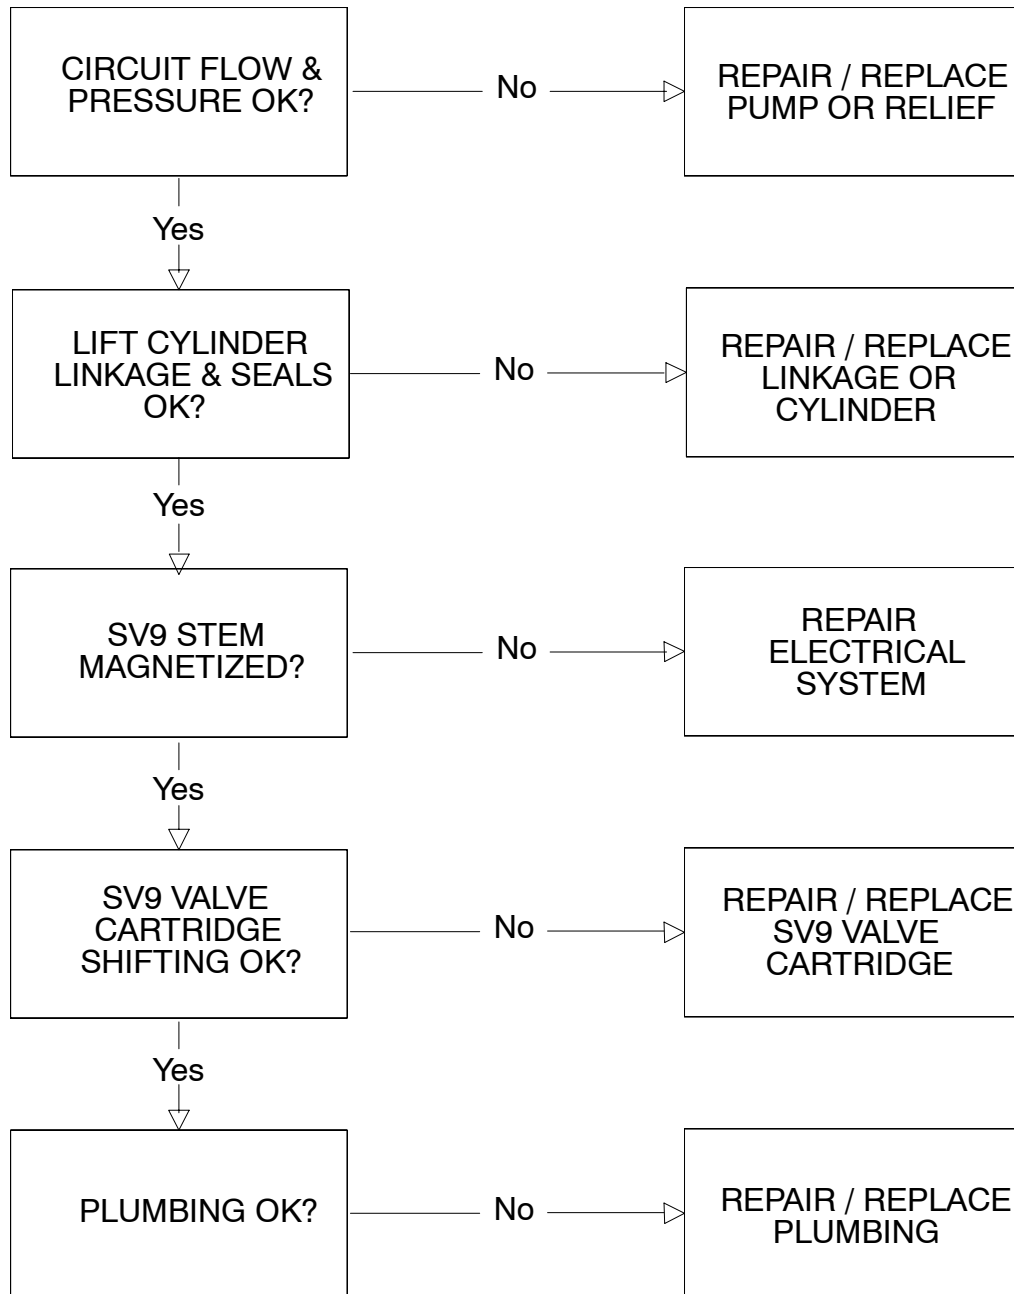 CIRCUIT FLOW &
PRESSURE OK?
No
REPAIR / REPLACE
PUMP OR RELIEF
Yes
LIFT CYLINDER
LINKAGE & SEALS
OK?
No
REPAIR / REPLACE
LINKAGE OR
CYLINDER
Yes
SV9 STEM
MAGNETIZED?
No
REPAIR
ELECTRICAL
SYSTEM
Yes
SV9 VALVE
CARTRIDGE
SHIFTING OK?
No
REPAIR / REPLACE
SV9 VALVE
CARTRIDGE
Yes
PLUMBING OK?
No
REPAIR / REPLACE
PLUMBING